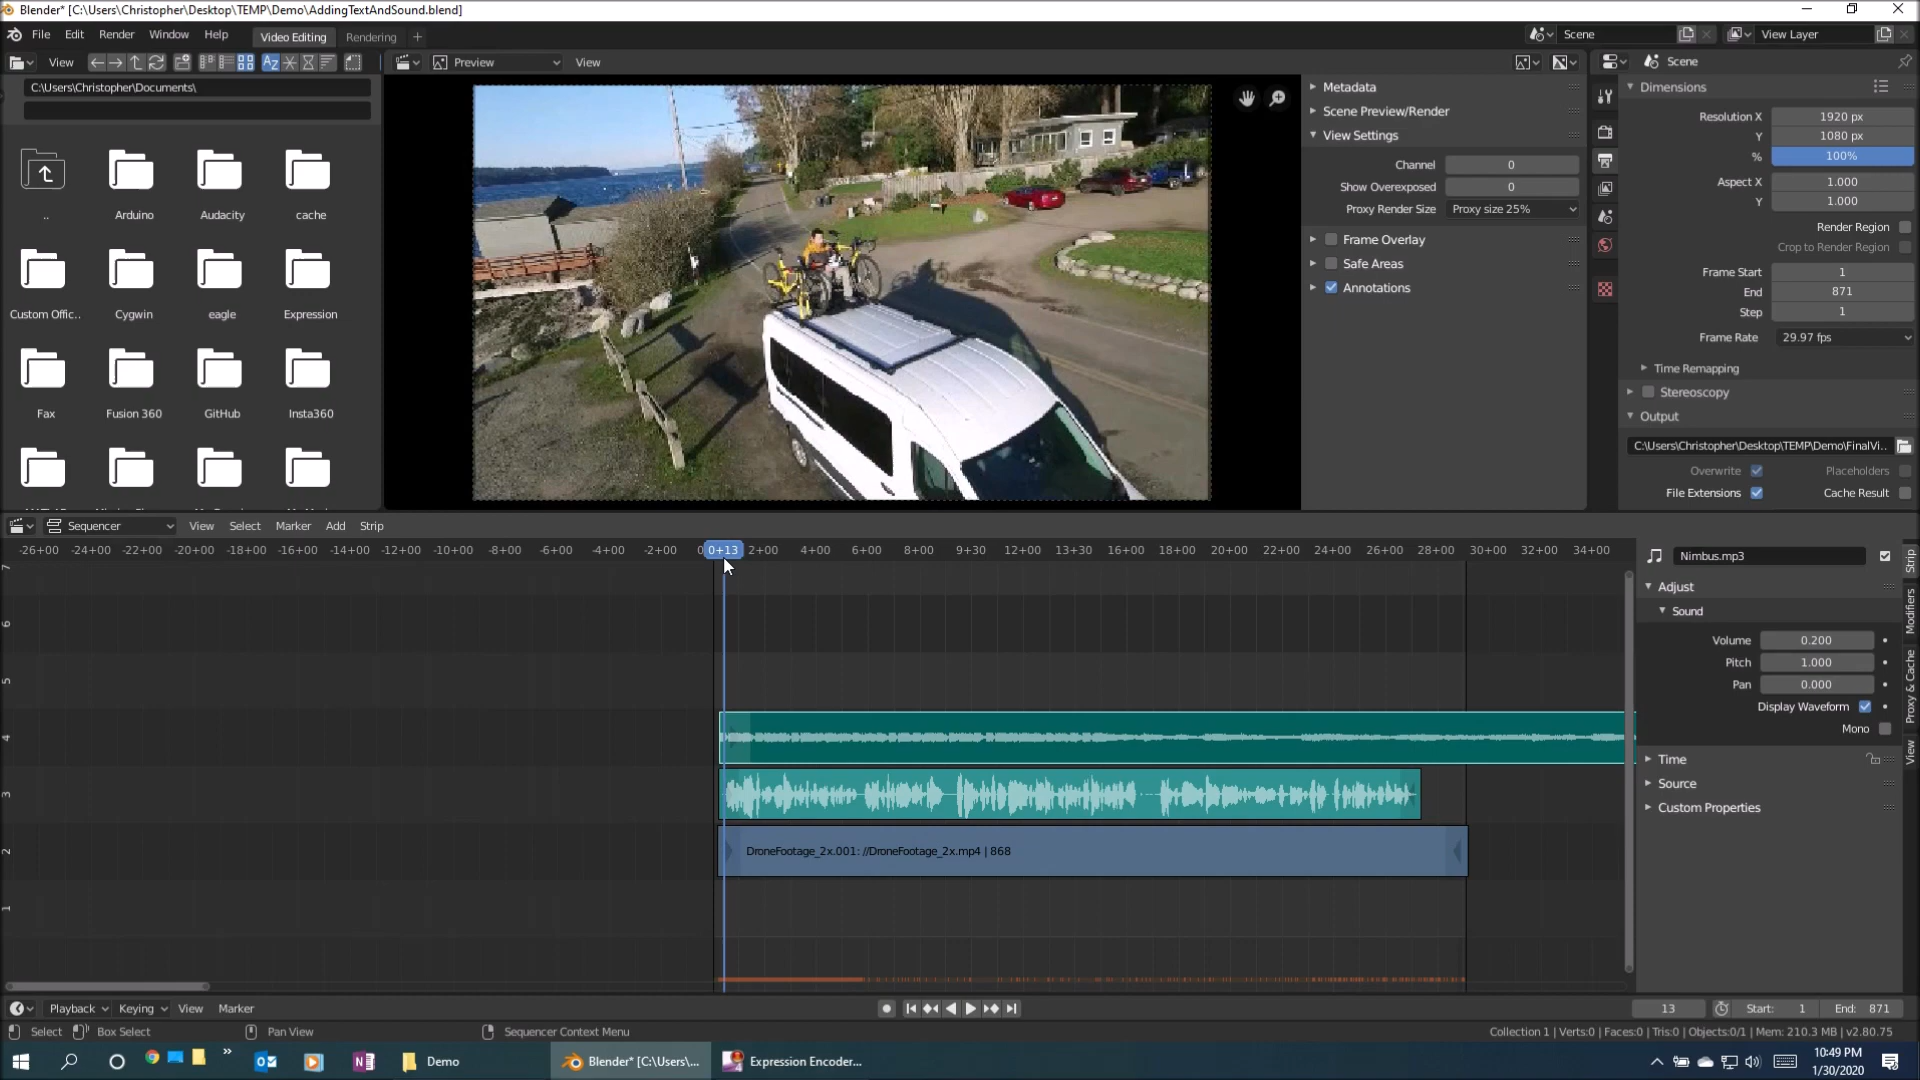 Blender* [C:\Users\Christopher\Desktop\TEMP\Demo\AddingTextAndSound.blend]
File Edit Render Window Help Video Editing Rendering + Scene View Layer
View Preview View Scene
C:\Users\Christopher\Documents\
.. Arduino Audacity cache
Custom Offic.. Cygwin eagle Expression
Fax Fusion 360 GitHub Insta360
Metadata
Scene Preview/Render
View Settings
Channel 0
Show Overexposed 0
Proxy Render Size Proxy size 25%
Frame Overlay
Safe Areas
Annotations
Dimensions
Resolution X 1920 px
Y 1080 px
% 100%
Aspect X 1.000
Y 1.000
Render Region
Crop to Render Region
Frame Start 1
End 871
Step 1
Frame Rate 29.97 fps
Time Remapping
Stereoscopy
Output
C:\Users\Christopher\Desktop\TEMP\Demo\FinalVi...
Overwrite Placeholders
File Extensions Cache Result
Sequencer View Select Marker Add Strip
-26+00 -24+00 -22+00 -20+00 -18+00 -16+00 -14+00 -12+00 -10+00 -8+00 -6+00 -4+00 -2+00 0+13 2+00 4+00 6+00 8+00 9+30 12+00 13+30 16+00 18+00 20+00 22+00 24+00 26+00 28+00 30+00 32+00 34+00
7
6
5
4
3
2
1
DroneFootage_2x.001: //DroneFootage_2x.mp4 | 868
Nimbus.mp3
Adjust
Sound
Volume 0.200
Pitch 1.000
Pan 0.000
Display Waveform
Mono
Time
Source
Custom Properties
Strip
Modifiers
Proxy & Cache
View
Playback Keying View Marker 13 Start: 1 End: 871
Select Box Select Pan View Sequencer Context Menu Collection 1 | Verts:0 | Faces:0 | Tris:0 | Objects:0/1 | Mem: 210.3 MB | v2.80.75
Demo Blender* [C:\Users\... Expression Encoder...
10:49 PM
1/30/2020